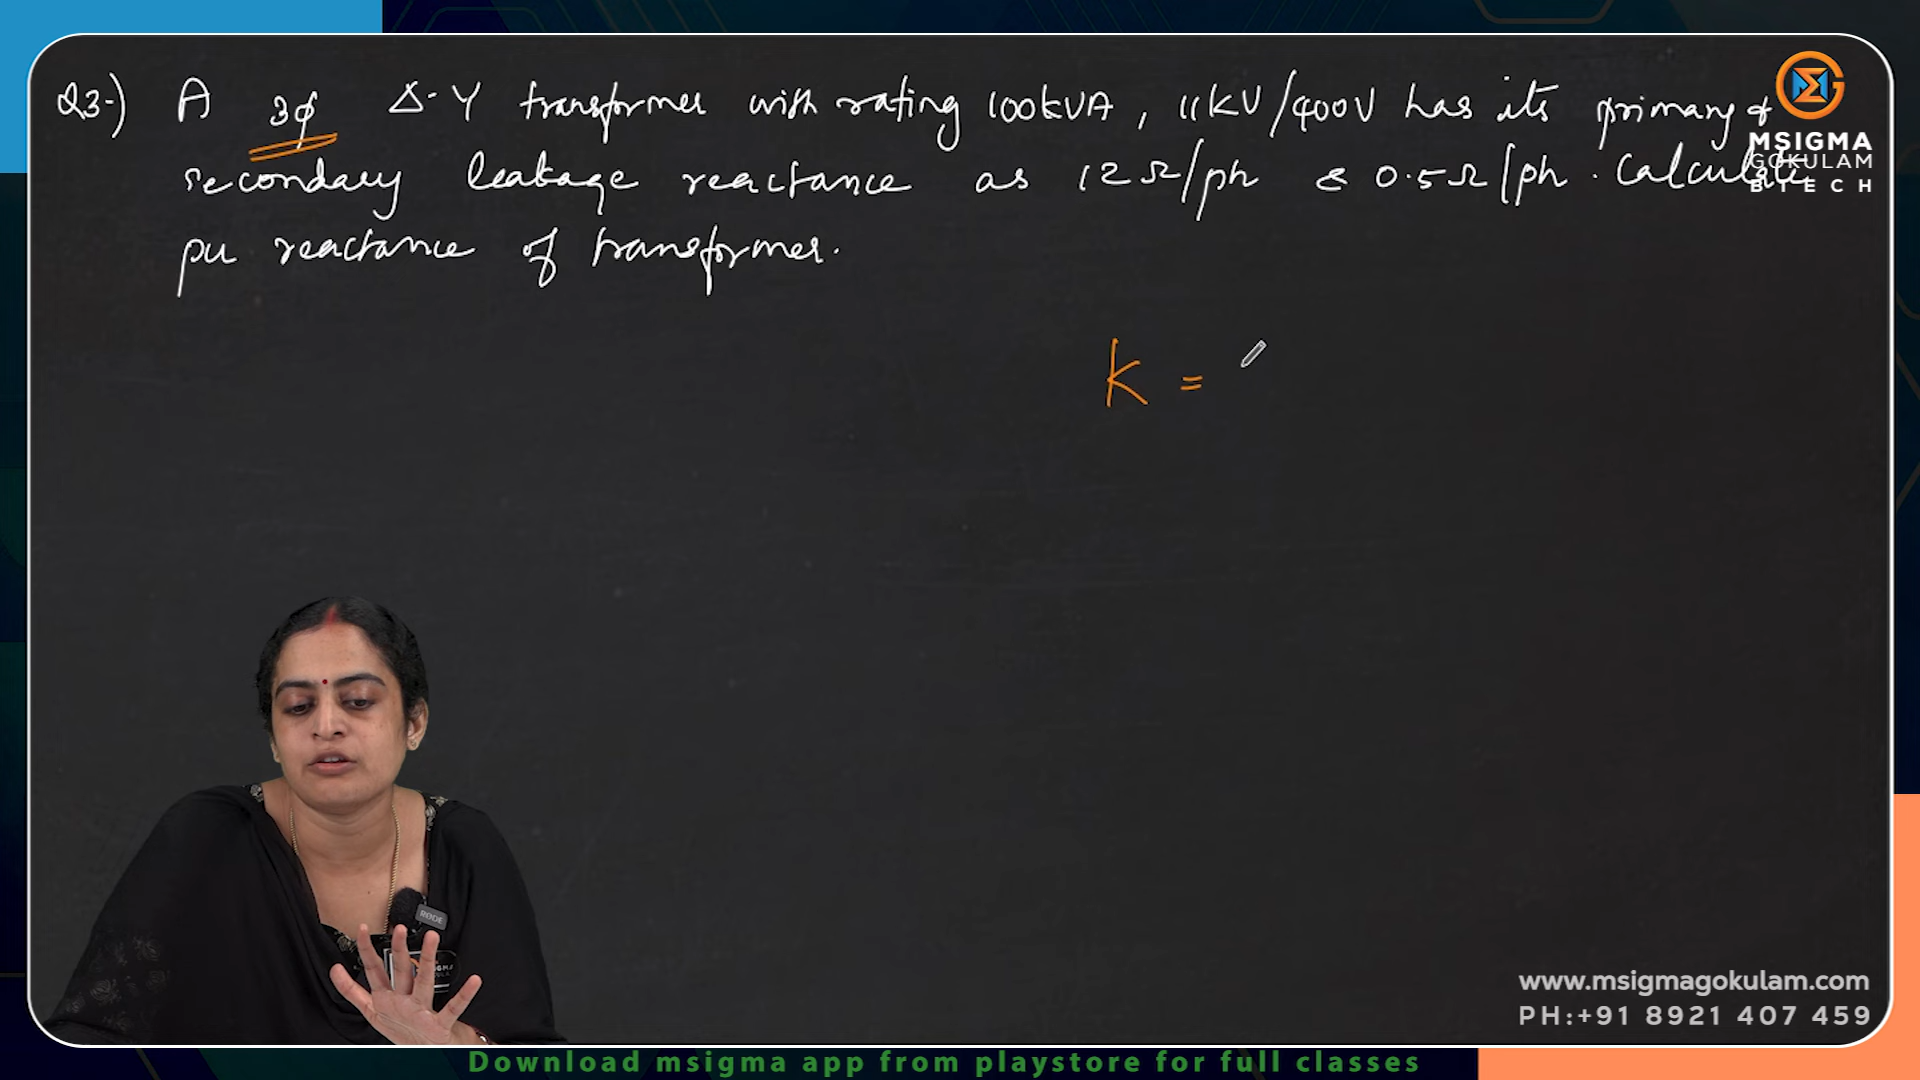 Q3-) A 3ϕ Δ-Y transformer with rating 100kVA, 11KV/400V has its primary &
secondary leakage reactance as 12Ω/ph & 0.5Ω/ph. Calculate
pu reactance of transformer.
K =
MSIGMA
GOKULAM
BTECH
RODE
www.msigmagokulam.com
PH:+91 8921 407 459
Download msigma app from playstore for full classes